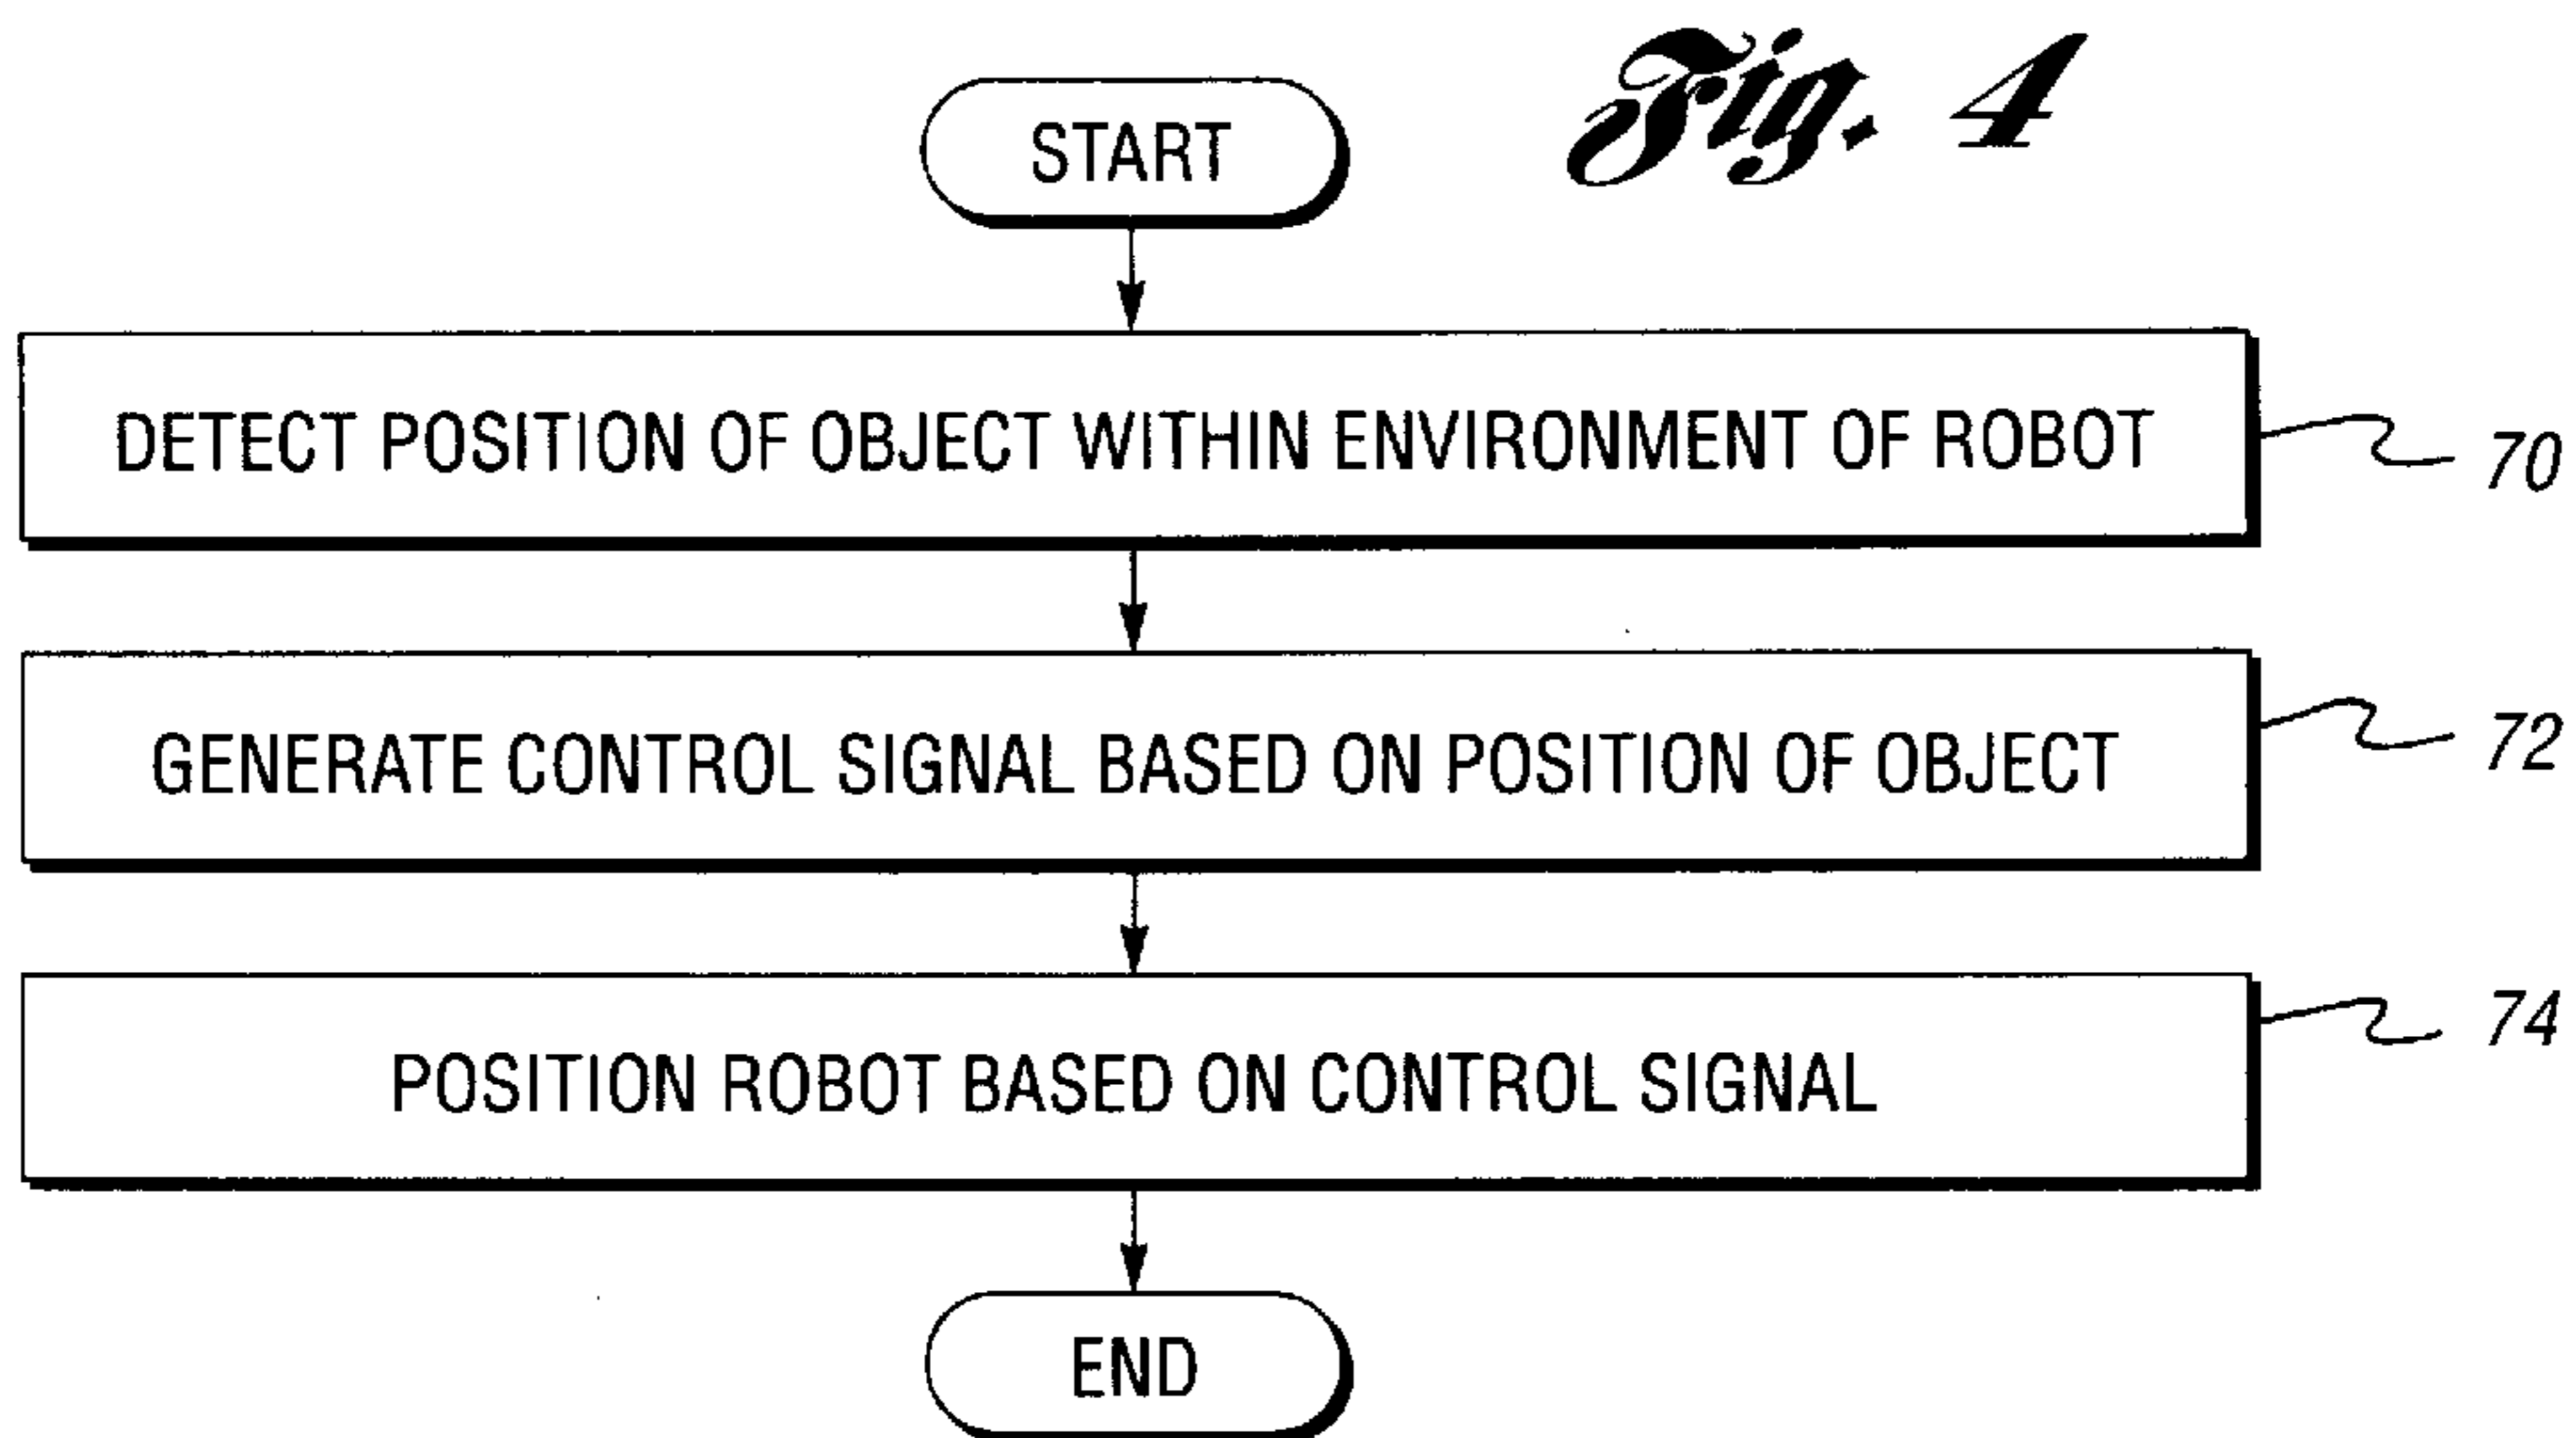 Fig. 4
START
DETECT POSITION OF OBJECT WITHIN ENVIRONMENT OF ROBOT
70
GENERATE CONTROL SIGNAL BASED ON POSITION OF OBJECT
72
POSITION ROBOT BASED ON CONTROL SIGNAL
74
END